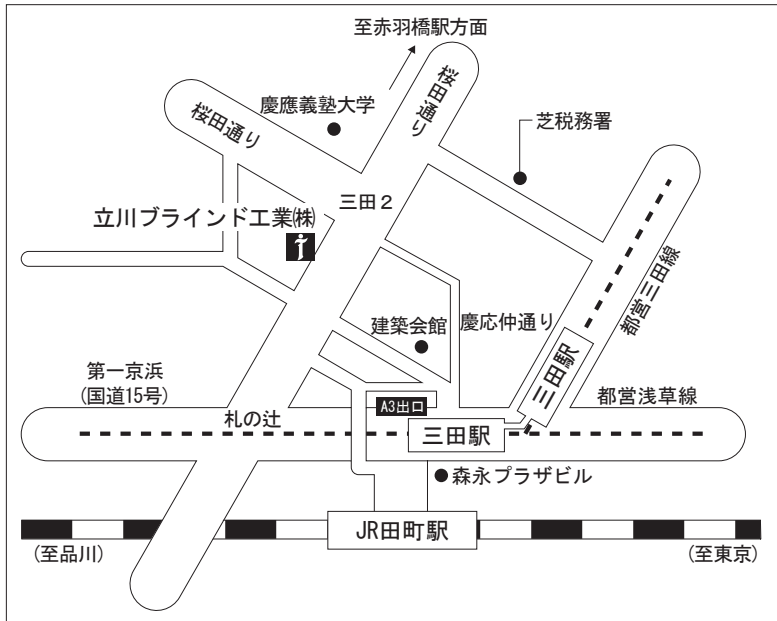 至赤羽橋駅方面
桜田通り
慶應義塾大学
桜田通り
芝税務署
三田2
立川ブラインド工業㈱
都営三田線
建築会館
慶応仲通り
三田駅
第一京浜
(国道15号)
A3出口
都営浅草線
札の辻
三田駅
森永プラザビル
JR田町駅
(至品川)
(至東京)